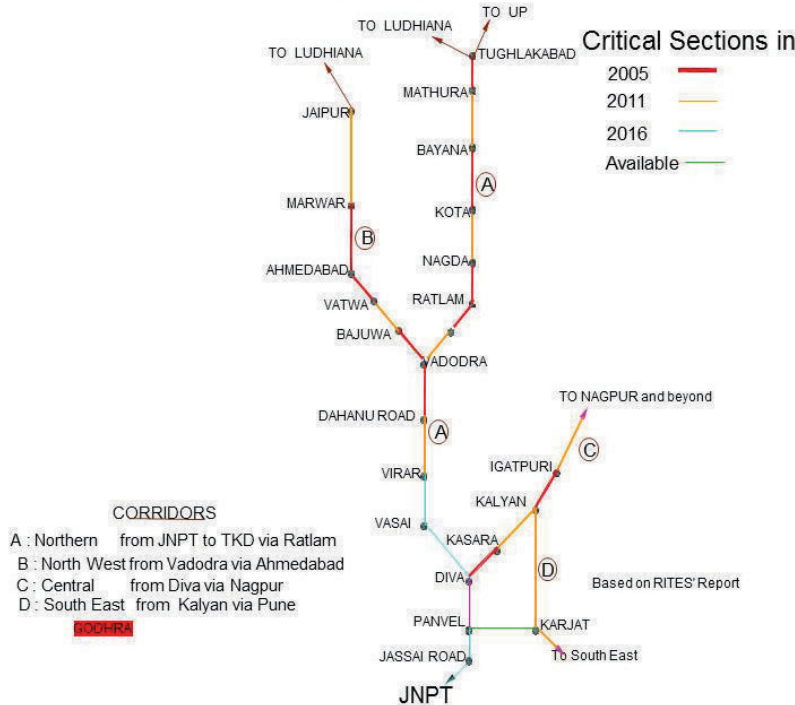 TO UP
TO LUDHIANA
TO LUDHIANA
TUGHLAKABAD
Critical Sections in
2005
2011
2016
Available
MATHURA
JAIPUR
BAYANA
A
MARWAR
KOTA
B
AHMEDABAD
NAGDA
VATWA
RATLAM
BAJUWA
VADODRA
TO NAGPUR and beyond
DAHANU ROAD
A
C
IGATPURI
VIRAR
KALYAN
CORRIDORS
VASAI
KASARA
A : Northern from JNPT to TKD via Ratlam
B : North West from Vadodra via Ahmedabad
C : Central from Diva via Nagpur
D : South East from Kalyan via Pune
GODHRA
DIVA
D
Based on RITES' Report
PANVEL
KARJAT
JASSAI ROAD
To South East
JNPT